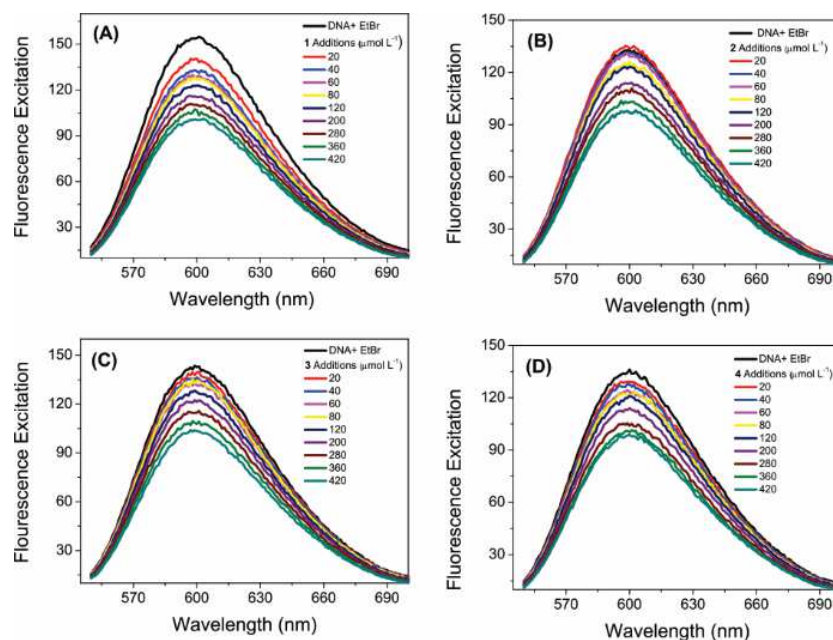 (A)
DNA+ EtBr
1 Additions (μmol L⁻¹)
20
40
60
80
120
200
280
360
420
150
120
90
60
30
Fluorescence Excitation
570 600 630 660 690
Wavelength (nm)
(B)
DNA+ EtBr
2 Additions (μmol L⁻¹)
20
40
60
80
120
200
280
360
420
150
120
90
60
30
Fluorescence Excitation
570 600 630 660 690
Wavelength (nm)
(C)
DNA+ EtBr
3 Additions (μmol L⁻¹)
20
40
60
80
120
200
280
360
420
150
120
90
60
30
Flourescence Excitation
570 600 630 660 690
Wavelength (nm)
(D)
DNA+ EtBr
4 Additions (μmol L⁻¹)
20
40
60
80
120
200
280
360
420
150
120
90
60
30
Fluorescence Excitation
570 600 630 660 690
Wavelength (nm)